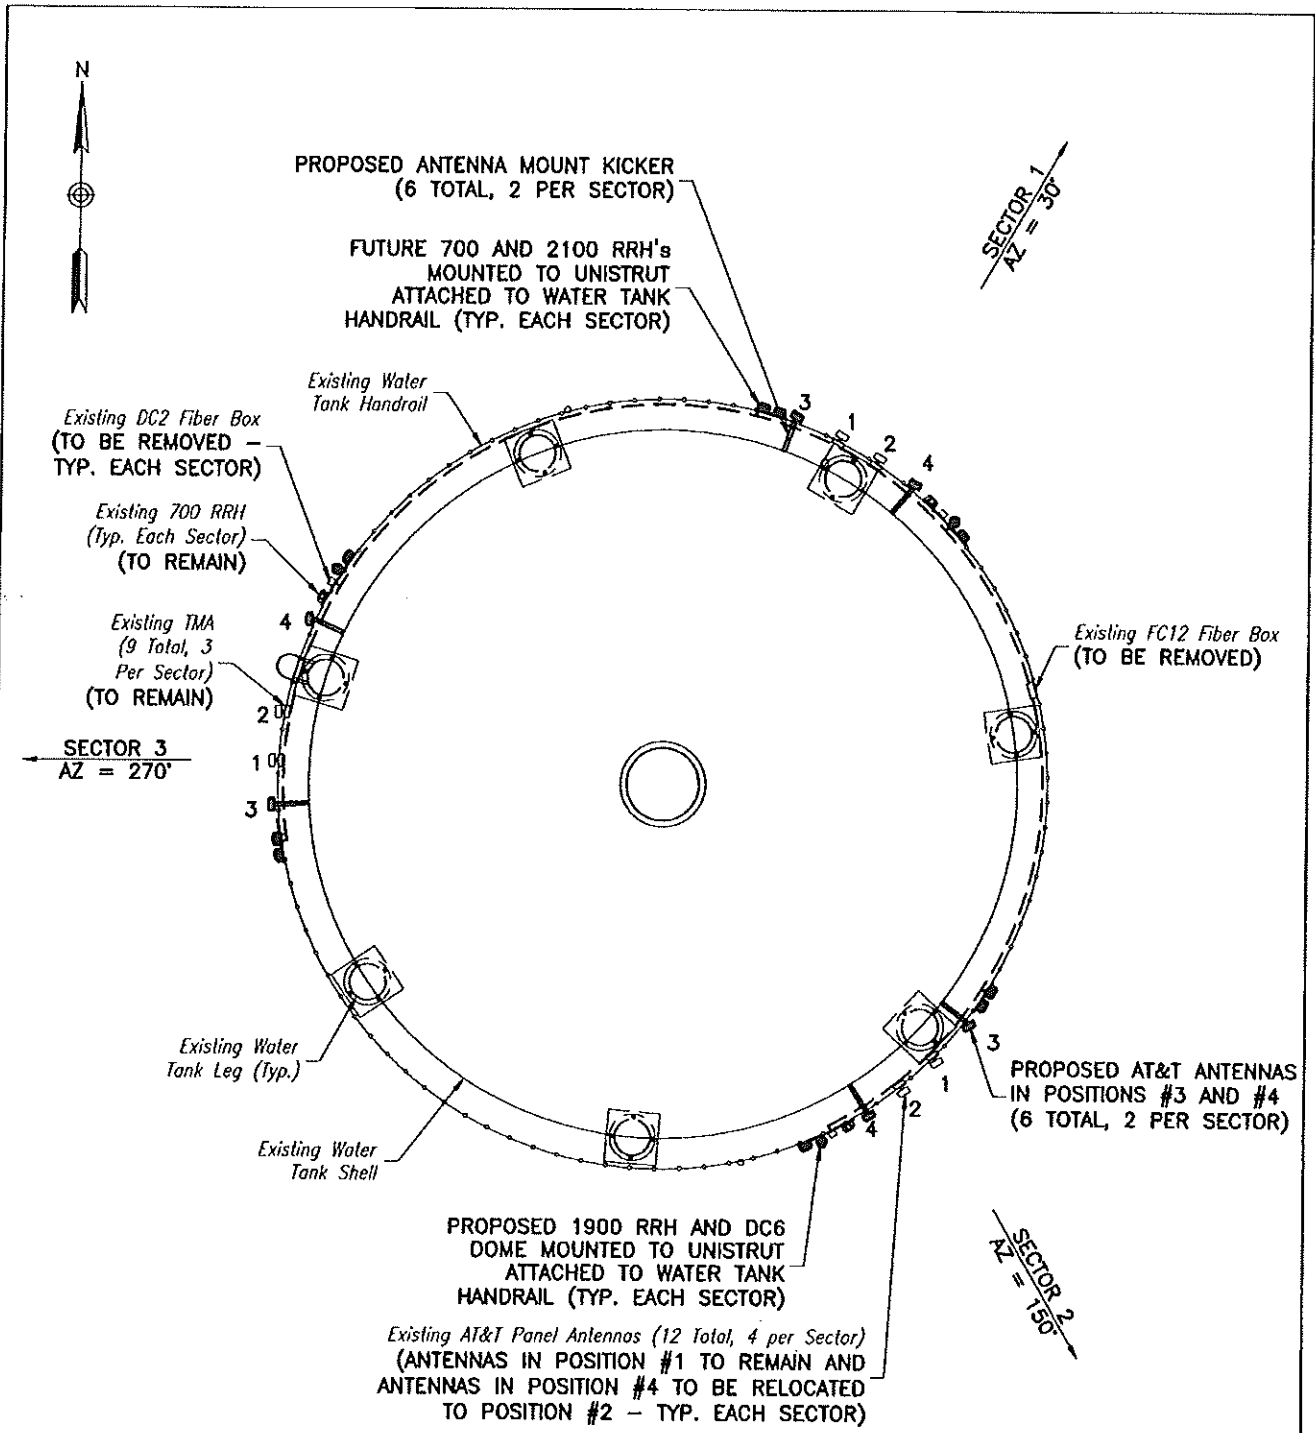 N
PROPOSED ANTENNA MOUNT KICKER
(6 TOTAL, 2 PER SECTOR)
SECTOR 1
AZ = 30°
FUTURE 700 AND 2100 RRH's
MOUNTED TO UNISTRUT
ATTACHED TO WATER TANK
HANDRAIL (TYP. EACH SECTOR)
Existing Water
Tank Handrail
3
1
2
4
Existing DC2 Fiber Box
(TO BE REMOVED –
TYP. EACH SECTOR)
Existing 700 RRH
(Typ. Each Sector)
(TO REMAIN)
4
Existing TMA
(9 Total, 3
Per Sector)
(TO REMAIN)
2
Existing FC12 Fiber Box
(TO BE REMOVED)
SECTOR 3
AZ = 270°
1
3
Existing Water
Tank Leg (Typ.)
3
1
2
4
PROPOSED AT&T ANTENNAS
IN POSITIONS #3 AND #4
(6 TOTAL, 2 PER SECTOR)
Existing Water
Tank Shell
PROPOSED 1900 RRH AND DC6
DOME MOUNTED TO UNISTRUT
ATTACHED TO WATER TANK
HANDRAIL (TYP. EACH SECTOR)
SECTOR 2
AZ = 150°
Existing AT&T Panel Antennas (12 Total, 4 per Sector)
(ANTENNAS IN POSITION #1 TO REMAIN AND
ANTENNAS IN POSITION #4 TO BE RELOCATED
TO POSITION #2 – TYP. EACH SECTOR)